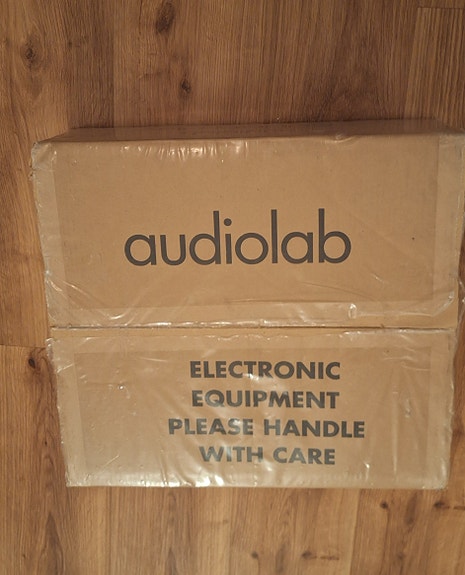 audiolab
ELECTRONIC
EQUIPMENT
PLEASE HANDLE
WITH CARE